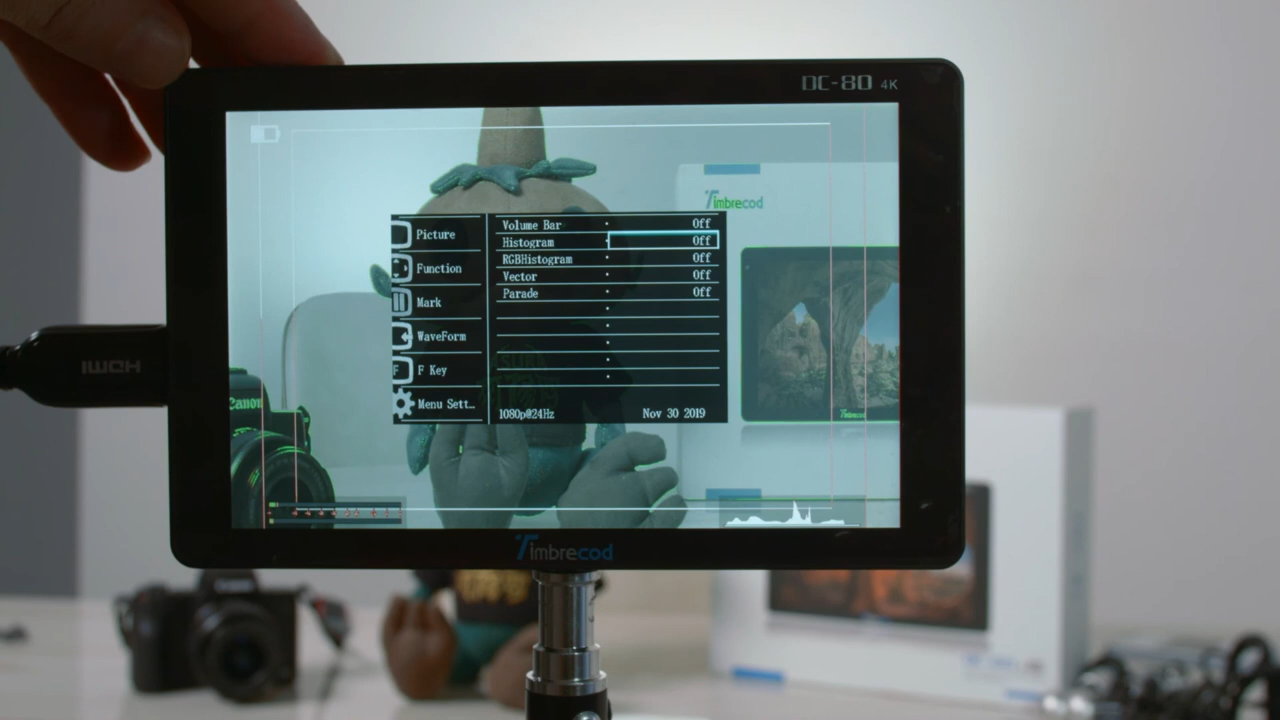 DC-80 4K
Timbrecod
Picture
Function
Mark
WaveForm
F F Key
Menu Sett…
Volume Bar Off
Histogram Off
RGBHistogram Off
Vector Off
Parade Off
1080p@24Hz Nov 30 2019
Canon
Timbrecod
HDMI
Timbrecod